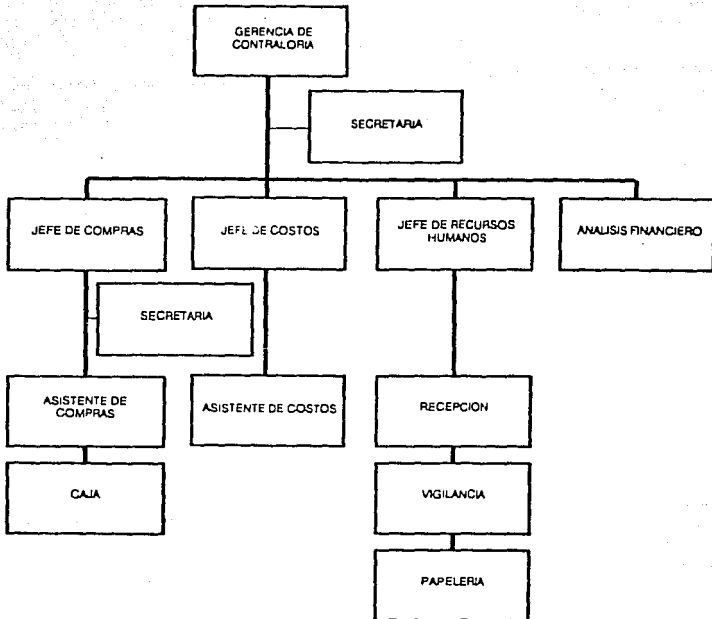 GERENCIA DE
CONTRALORIA
SECRETARIA
JEFE DE COMPRAS
JEFE DE COSTOS
JEFE DE RECURSOS
HUMANOS
ANALISIS FINANCIERO
SECRETARIA
ASISTENTE DE
COMPRAS
ASISTENTE DE COSTOS
RECEPCION
CAJA
VIGILANCIA
PAPELERIA